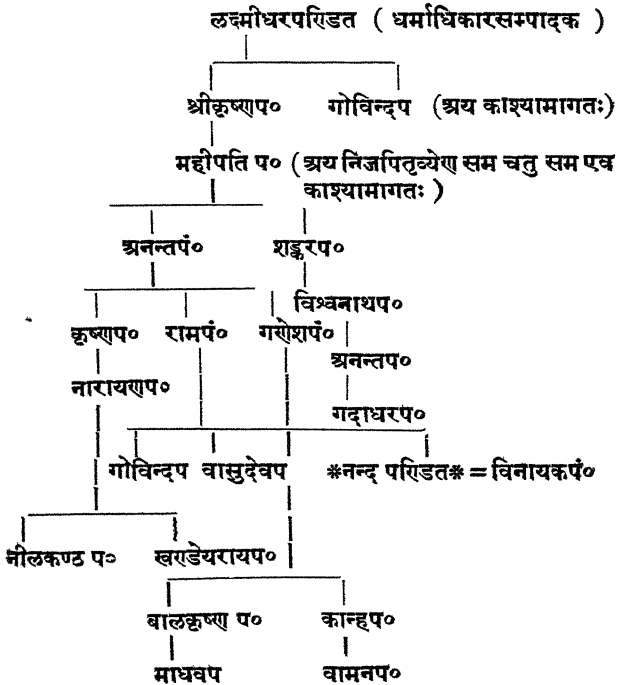 लक्ष्मीधरपण्डित ( धर्माधिकारसम्पादक )
श्रीकृष्णप० गोविन्दप (अय काश्यामागतः)
महीपति प० (अय निजपितृव्येण सम चतु सम एव
काश्यामागतः )
अनन्तपं० शङ्करप०
विश्वनाथप०
कृष्णप० रामपं० गणेशपं०
अनन्तप०
नारायणप०
गदाधरप०
गोविन्दप वासुदेवप *नन्द पण्डित* = विनायकपं०
नीलकण्ठ प० खण्डेयरायप०
बालकृष्ण प० कान्हप०
माधवप वामनप०